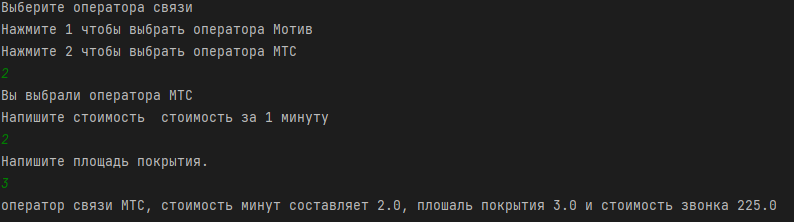 Выберите оператора связи
Нажмите 1 чтобы выбрать оператора Мотив
Нажмите 2 чтобы выбрать оператора МТС
2
Вы выбрали оператора МТС
Напишите стоимость  стоимость за 1 минуту
2
Напишите площадь покрытия.
3
оператор связи МТС, стоимость минут составляет 2.0, плошаль покрытия 3.0 и стоимость звонка 225.0